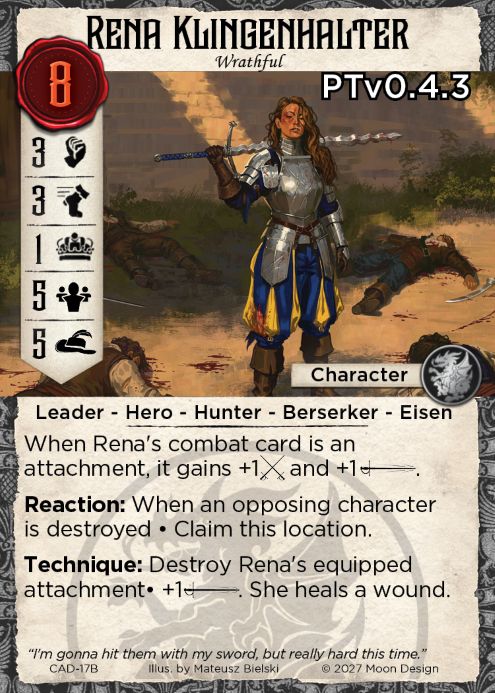 Rena Klingenhalter
Wrathful
PTv0.4.3
8
3
3
1
5
5
Character
Leader - Hero - Hunter - Berserker - Eisen
When Rena's combat card is an
attachment, it gains +1 and +1.
Reaction: When an opposing character
is destroyed • Claim this location.
Technique: Destroy Rena's equipped
attachment• +1. She heals a wound.
"I'm gonna hit them with my sword, but really hard this time."
CAD-17B Illus. by Mateusz Bielski © 2027 Moon Design